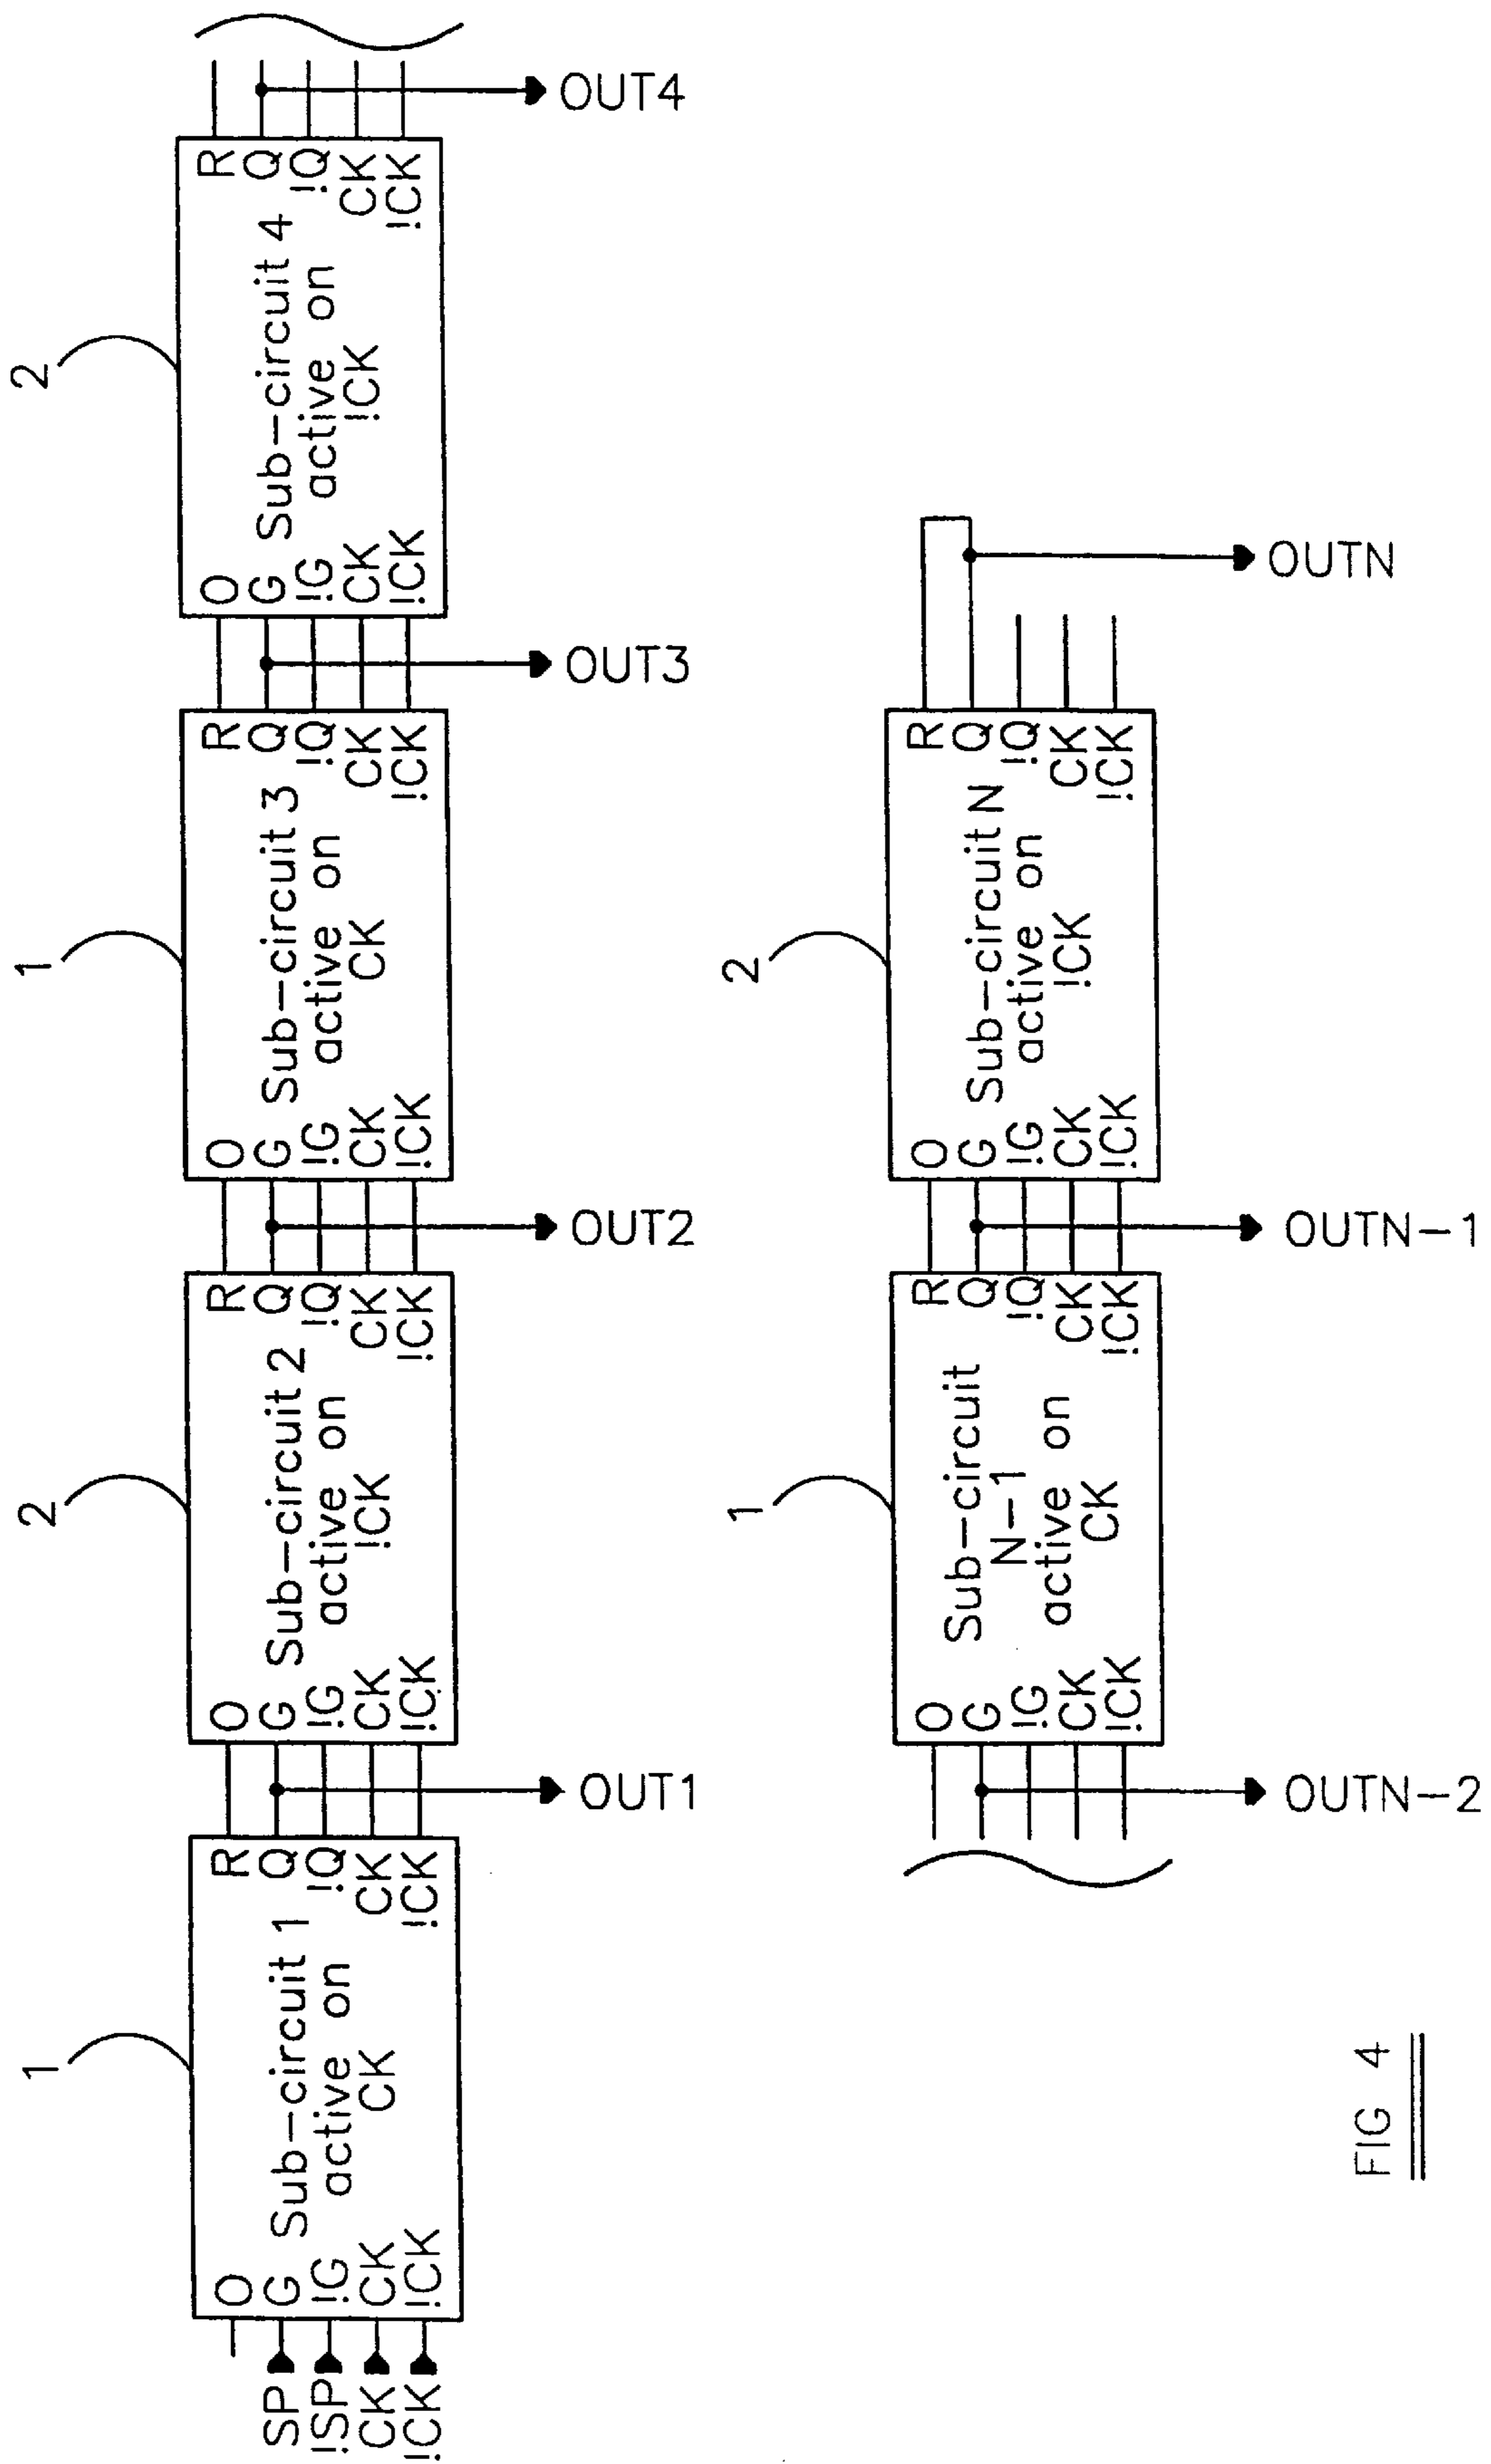 1
2
1
2
SP
!SP
CK
!CK
O
G
!G
CK
!CK
Sub-circuit 1
active on
CK
R
Q
!Q
CK
!CK
OUT1
O
G
!G
CK
!CK
Sub-circuit 2
active on
!CK
R
Q
!Q
CK
!CK
OUT2
O
G
!G
CK
!CK
Sub-circuit 3
active on
CK
R
Q
!Q
CK
!CK
OUT3
O
G
!G
CK
!CK
Sub-circuit 4
active on
!CK
R
Q
!Q
CK
!CK
OUT4
1
2
OUTN-2
O
G
!G
CK
!CK
Sub-circuit
N-1
active on
CK
R
Q
!Q
CK
!CK
OUTN-1
O
G
!G
CK
!CK
Sub-circuit N
active on
!CK
R
Q
!Q
CK
!CK
OUTN
FIG 4